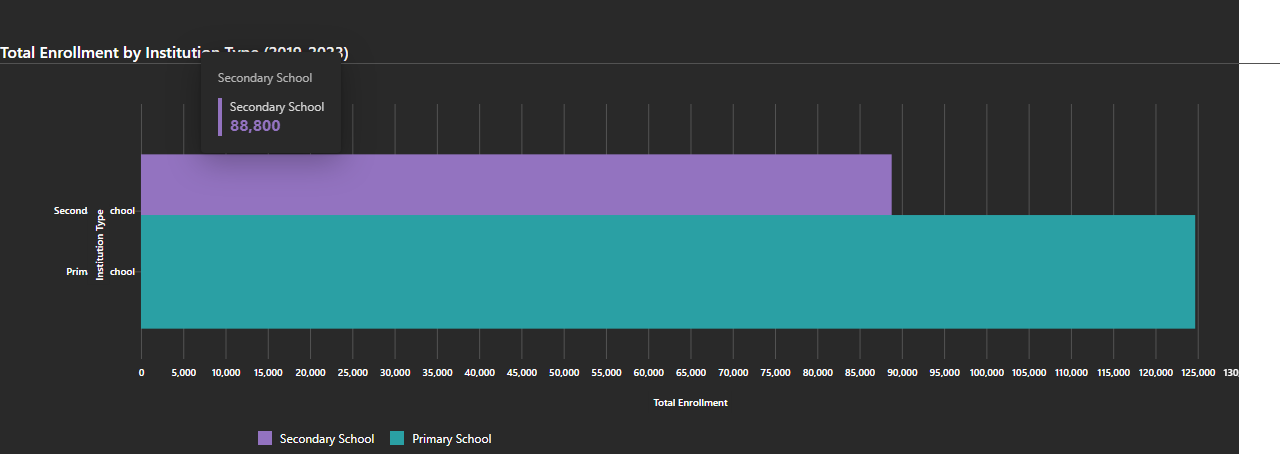 Total Enrollment by Institution Type (2019-2023)
Secondary School
Secondary School
88,800
Second chool
Institution Type
Prim chool
0 5,000 10,000 15,000 20,000 25,000 30,000 35,000 40,000 45,000 50,000 55,000 60,000 65,000 70,000 75,000 80,000 85,000 90,000 95,000 100,000 105,000 110,000 115,000 120,000 125,000 130,
Total Enrollment
Secondary School Primary School